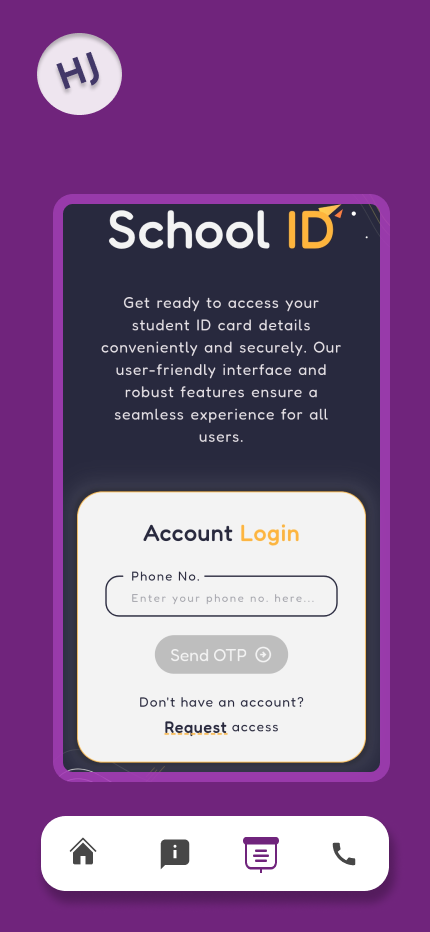 HJ
School ID
Get ready to access your
student ID card details
conveniently and securely. Our
user-friendly interface and
robust features ensure a
seamless experience for all
users.
Account Login
Phone No.
Enter your phone no. here...
Send OTP
Don't have an account?
Request access